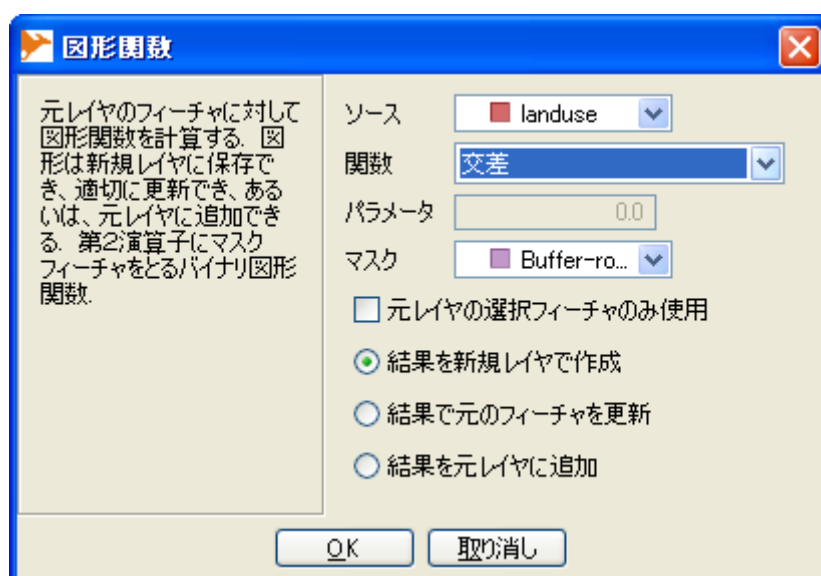 図形関数
元レイヤのフィーチャに対して
図形関数を計算する. 図
形は新規レイヤに保存で
き、適切に更新でき、ある
いは、元レイヤに追加でき
る. 第2演算子にマスク
フィーチャをとるバイナリ図形
関数.
ソース landuse
関数 交差
パラメータ 0.0
マスク Buffer-ro...
元レイヤの選択フィーチャのみ使用
結果を新規レイヤで作成
結果で元のフィーチャを更新
結果を元レイヤに追加
OK 取り消し